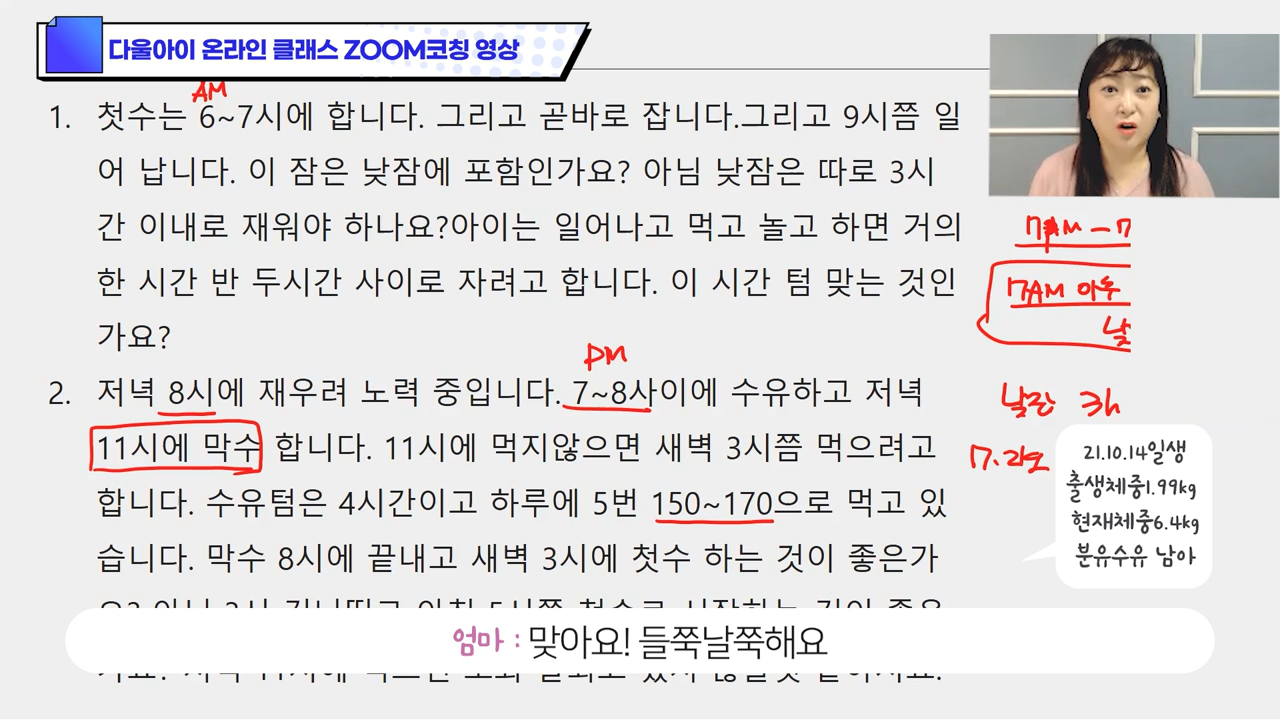 다울아이 온라인 클래스 ZOOM코칭 영상
AM
1. 첫수는 6~7시에 합니다. 그리고 곧바로 잡니다.그리고 9시쯤 일
어 납니다. 이 잠은 낮잠에 포함인가요? 아님 낮잠은 따로 3시
간 이내로 재워야 하나요?아이는 일어나고 먹고 놀고 하면 거의
한 시간 반 두시간 사이로 자려고 합니다. 이 시간 텀 맞는 것인
가요?
PM
2. 저녁 8시에 재우려 노력 중입니다. 7~8사이에 수유하고 저녁
11시에 막수 합니다. 11시에 먹지않으면 새벽 3시쯤 먹으려고
합니다. 수유텀은 4시간이고 하루에 5번 150~170으로 먹고 있
습니다. 막수 8시에 끝내고 새벽 3시에 첫수 하는 것이 좋은가
7AM - 7
7AM
낮
3h
21.10.14일생
출생체중1.99kg
현재체중6.4kg
분유수유 남아
엄마 : 맞아요! 들쭉날쭉해요